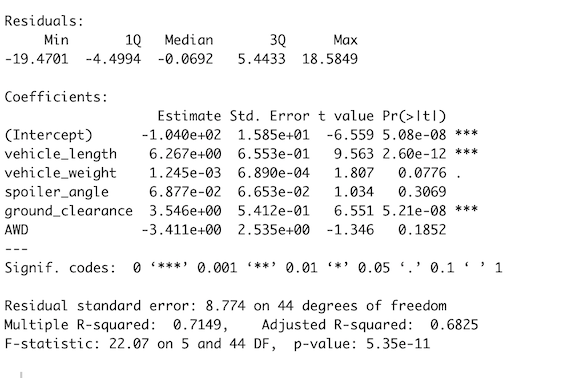 Residuals:
     Min       1Q   Median       3Q      Max
-19.4701  -4.4994  -0.0692   5.4433  18.5849
Coefficients:
                   Estimate Std. Error t value Pr(>|t|)
(Intercept)      -1.040e+02  1.585e+01  -6.559 5.08e-08 ***
vehicle_length    6.267e+00  6.553e-01   9.563 2.60e-12 ***
vehicle_weight    1.245e-03  6.890e-04   1.807   0.0776 .
spoiler_angle     6.877e-02  6.653e-02   1.034   0.3069
ground_clearance  3.546e+00  5.412e-01   6.551 5.21e-08 ***
AWD              -3.411e+00  2.535e+00  -1.346   0.1852
---
Signif. codes:  0 ‘***’ 0.001 ‘**’ 0.01 ‘*’ 0.05 ‘.’ 0.1 ‘ ’ 1
Residual standard error: 8.774 on 44 degrees of freedom
Multiple R-squared:  0.7149,    Adjusted R-squared:  0.6825
F-statistic: 22.07 on 5 and 44 DF,  p-value: 5.35e-11